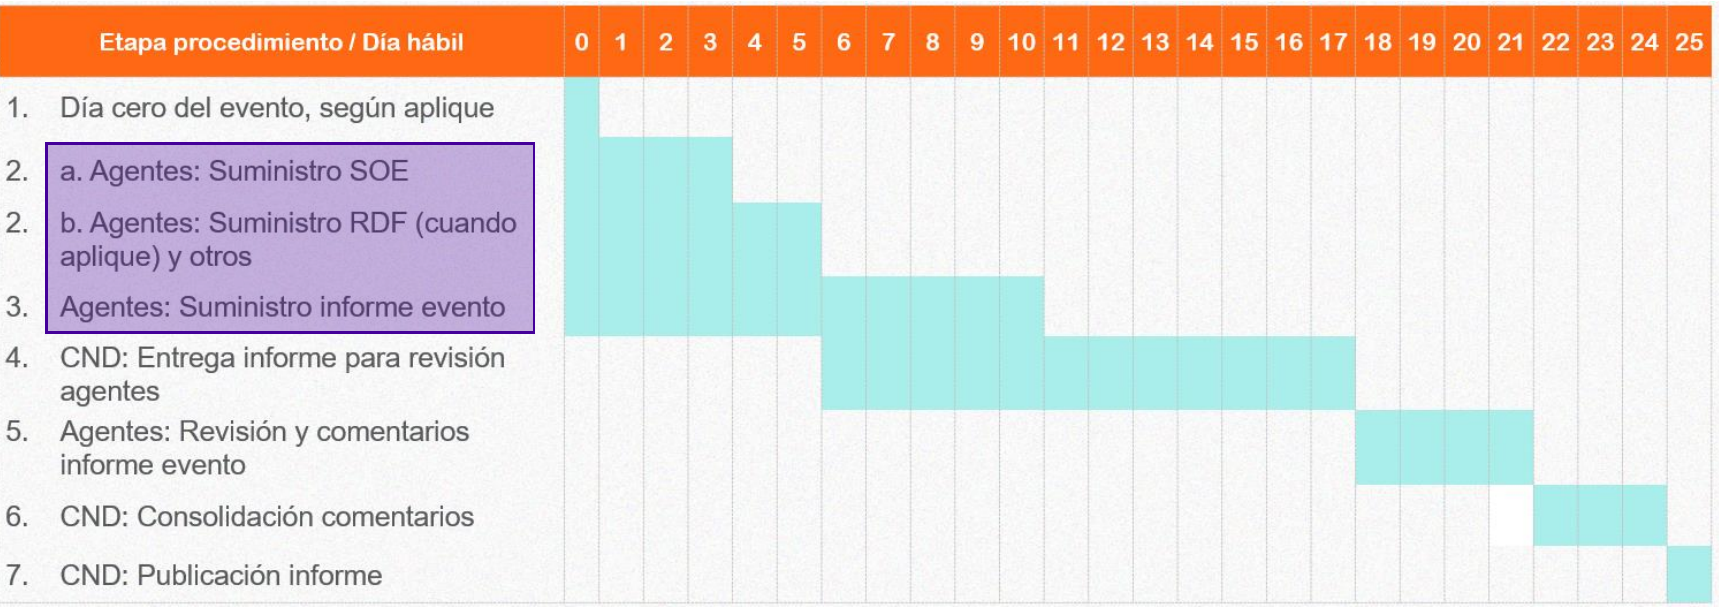 Etapa procedimiento / Día hábil 0 1 2 3 4 5 6 7 8 9 10 11 12 13 14 15 16 17 18 19 20 21 22 23 24 25
1. Día cero del evento, según aplique
2. a. Agentes: Suministro SOE
2. b. Agentes: Suministro RDF (cuando
aplique) y otros
3. Agentes: Suministro informe evento
4. CND: Entrega informe para revisión
agentes
5. Agentes: Revisión y comentarios
informe evento
6. CND: Consolidación comentarios
7. CND: Publicación informe